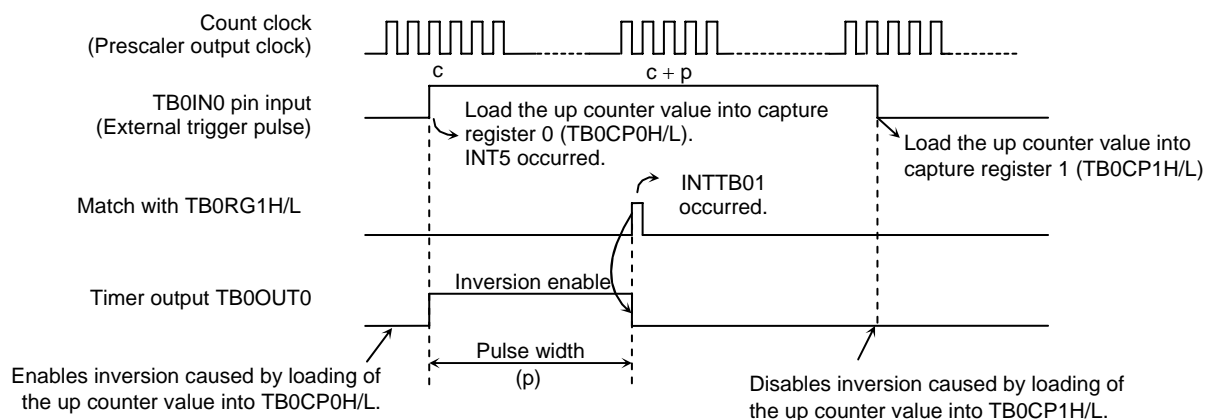 Count clock
(Prescaler output clock)
c
c + p
TB0IN0 pin input
(External trigger pulse)
Load the up counter value into capture
register 0 (TB0CP0H/L).
INT5 occurred.
Load the up counter value into
capture register 1 (TB0CP1H/L)
INTTB01
occurred.
Match with TB0RG1H/L
Inversion enable
Timer output TB0OUT0
Pulse width
(p)
Enables inversion caused by loading of
the up counter value into TB0CP0H/L.
Disables inversion caused by loading of
the up counter value into TB0CP1H/L.